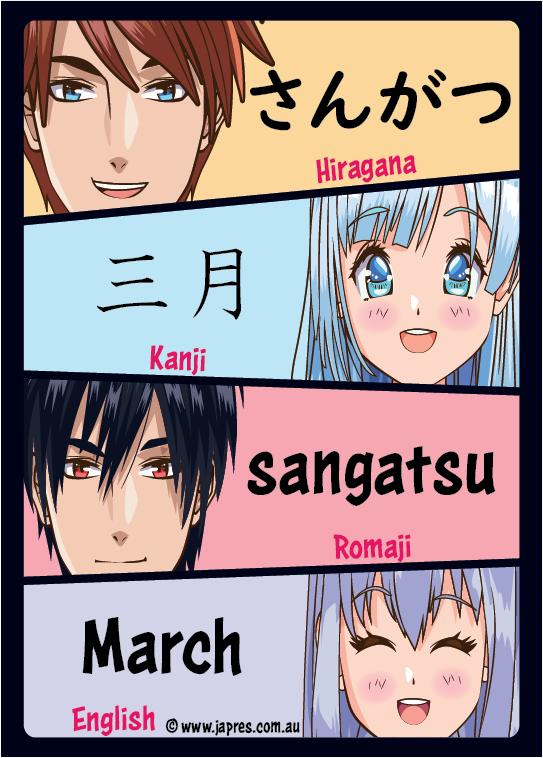 さんがつ
Hiragana
三月
Kanji
sangatsu
Romaji
March
English © www.japres.com.au